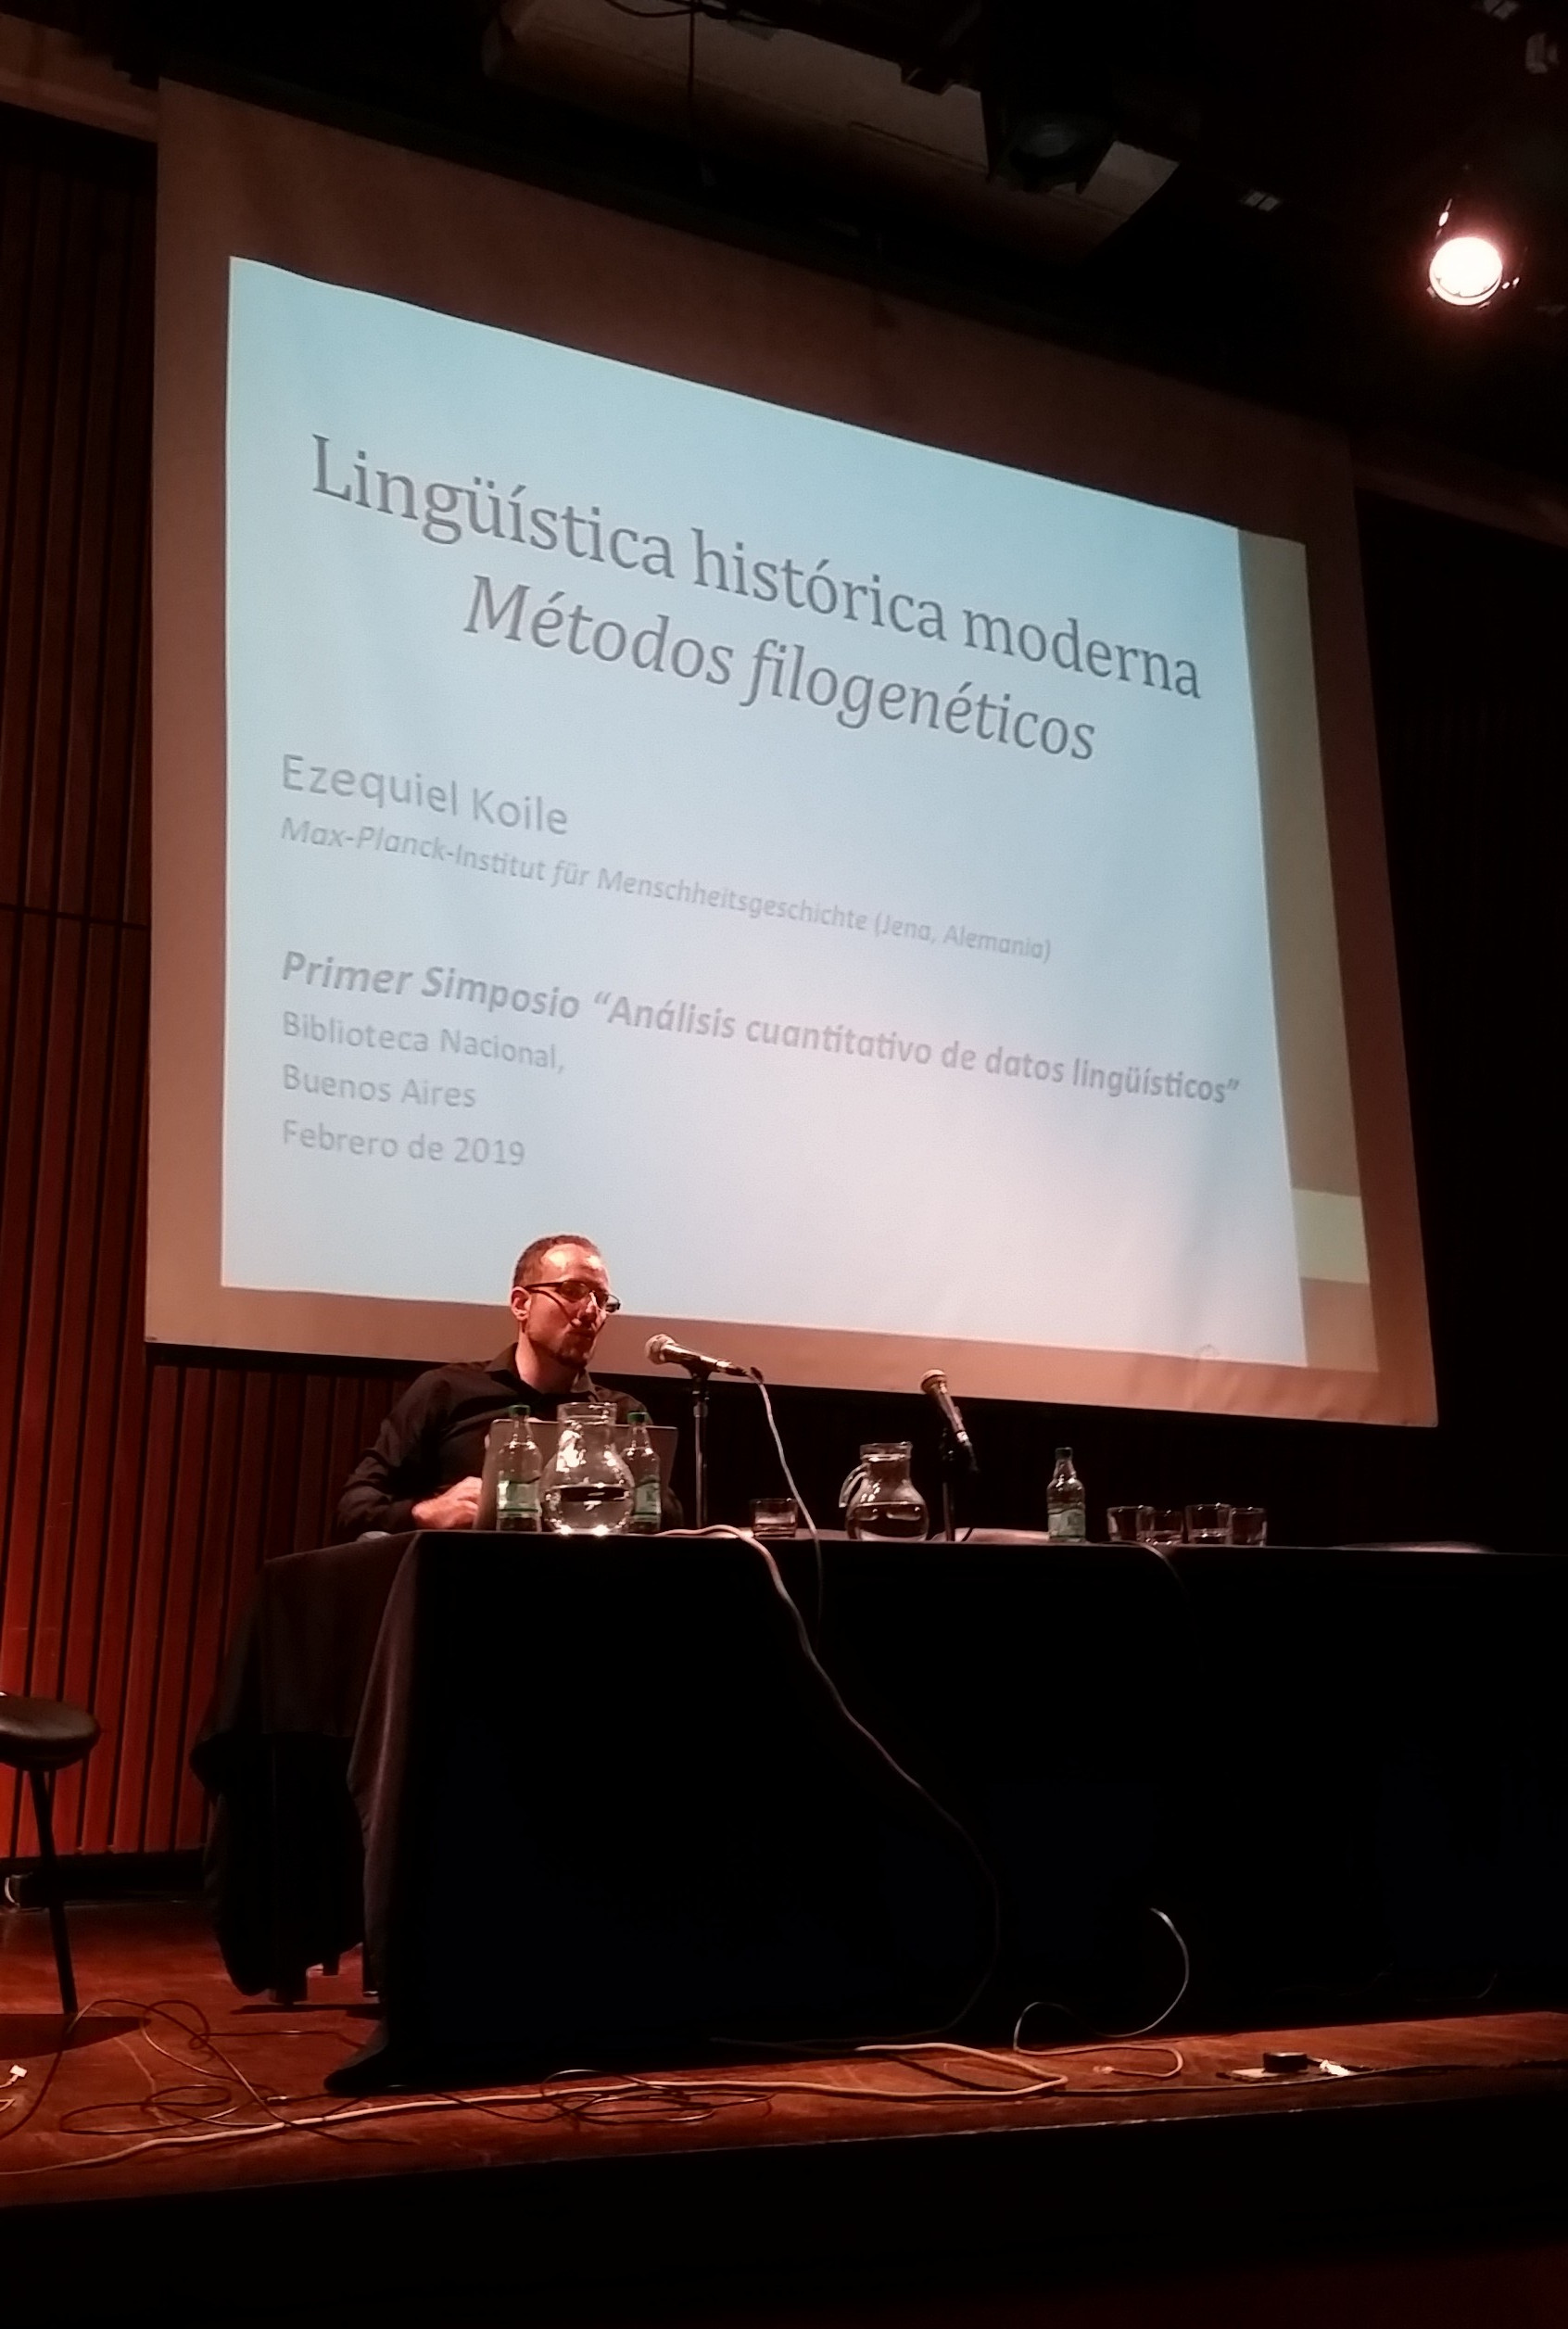 Lingüística histórica moderna
Métodos filogenéticos
Ezequiel Koile
Max-Planck-Institut für Menschheitsgeschichte (Jena, Alemania)
Primer Simposio “Análisis cuantitativo de datos lingüísticos”
Biblioteca Nacional,
Buenos Aires
Febrero de 2019